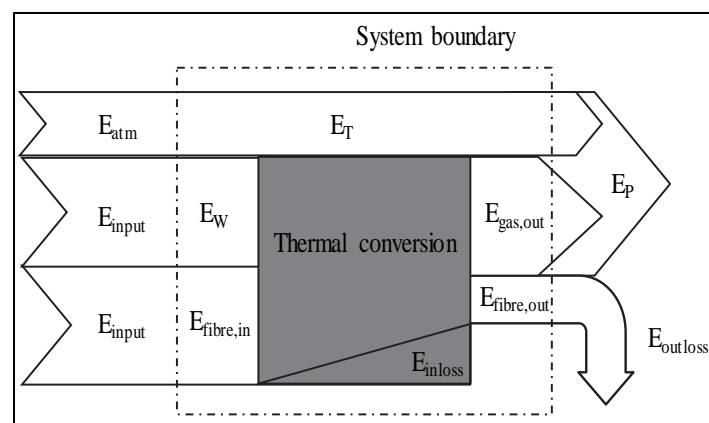 System boundary
E_atm
E_T
E_P
E_input
E_W
E_gas,out
Thermal conversion
E_input
E_fibre,in
E_fibre,out
E_inloss
E_outloss